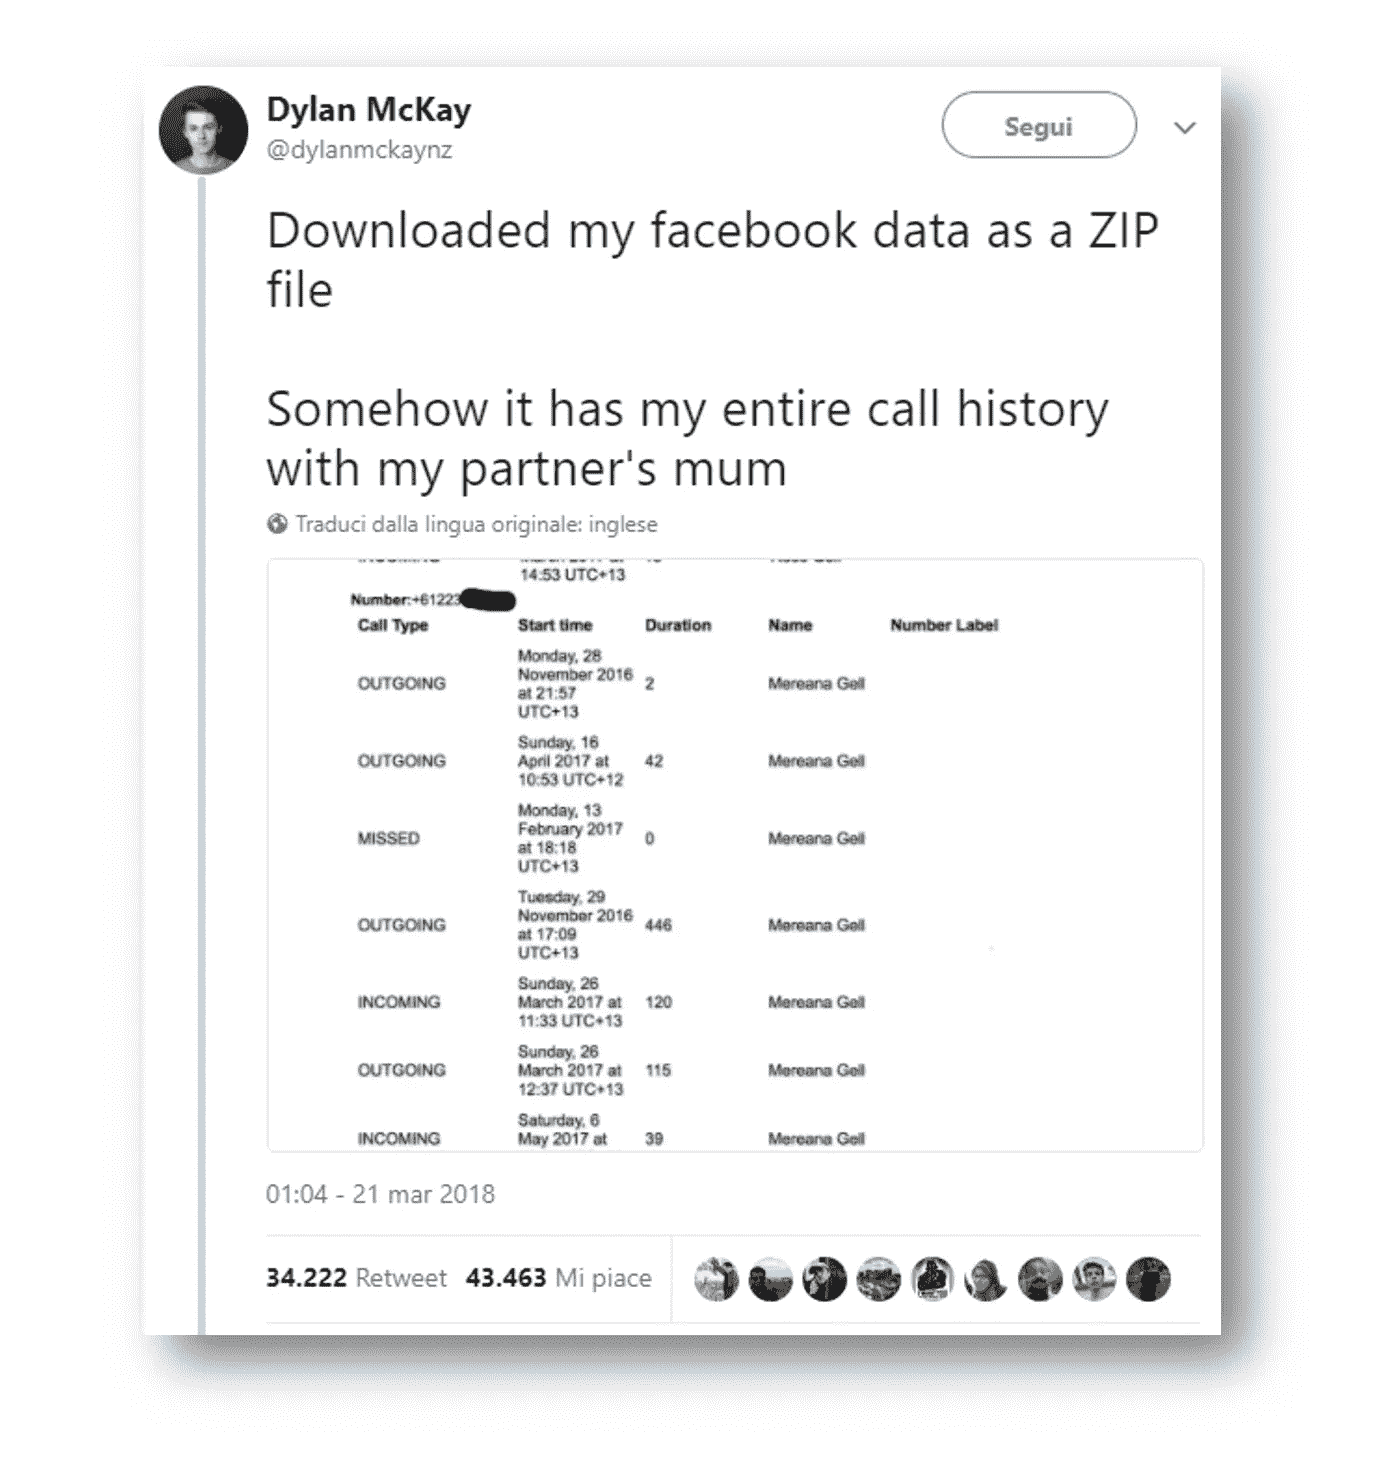 Dylan McKay
@dylanmckaynz
Segui
Downloaded my facebook data as a ZIP
file
Somehow it has my entire call history
with my partner's mum
Traduci dalla lingua originale: inglese
14:53 UTC+13
Number:+61223
Call Type Start time Duration Name Number Label
Monday, 28
November 2016
OUTGOING 2 Mereana Gell
at 21:57
UTC+13
Sunday, 16
OUTGOING April 2017 at 42 Mereana Gell
10:53 UTC+12
Monday, 13
February 2017
MISSED 0 Mereana Gell
at 18:18
UTC+13
Tuesday, 29
November 2016
OUTGOING 446 Mereana Gell
at 17:09
UTC+13
Sunday, 26
INCOMING March 2017 at 120 Mereana Gell
11:33 UTC+13
Sunday, 26
OUTGOING March 2017 at 115 Mereana Gell
12:37 UTC+13
Saturday, 6
INCOMING May 2017 at 39 Mereana Gell
01:04 - 21 mar 2018
34.222 Retweet 43.463 Mi piace